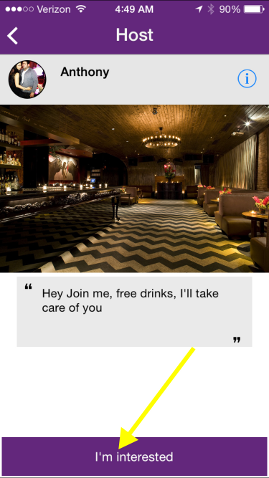 Verizon 4:49 AM 90%
Host
Anthony
i
“ Hey Join me, free drinks, I'll take
care of you
”
I'm interested